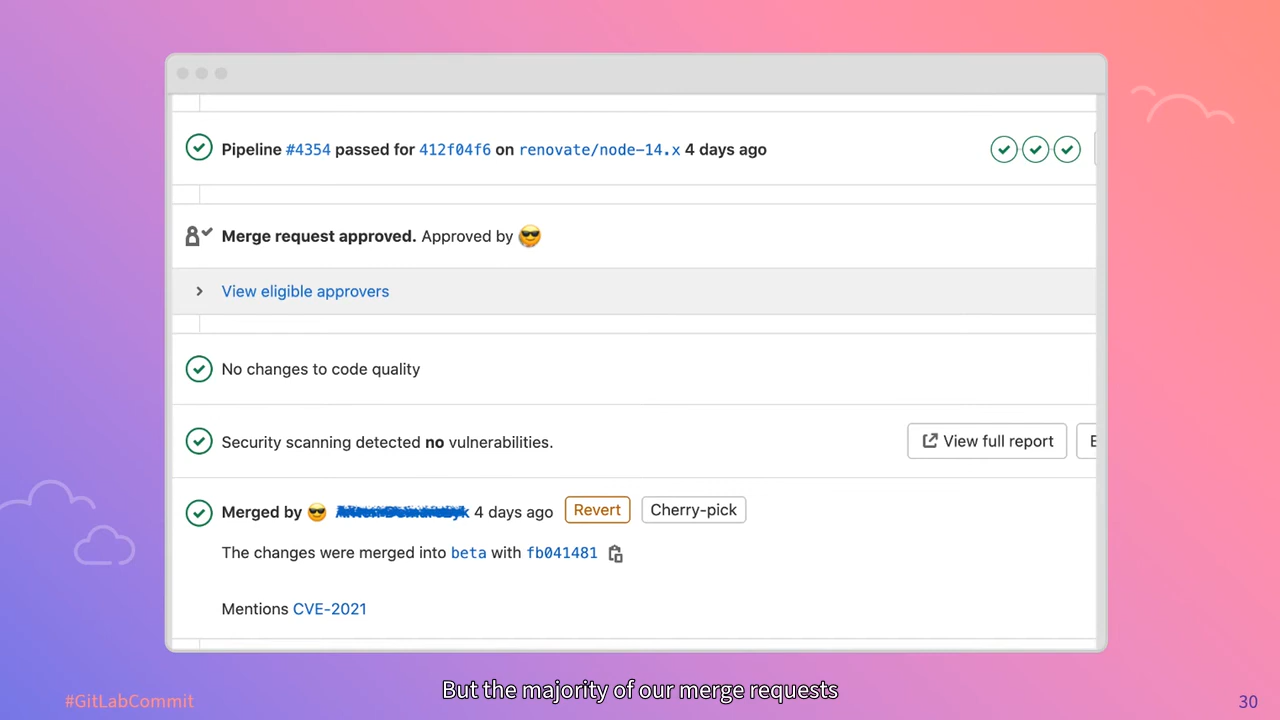 Pipeline #4354 passed for 412f04f6 on renovate/node-14.x 4 days ago
Merge request approved. Approved by
View eligible approvers
No changes to code quality
Security scanning detected no vulnerabilities.
View full report
Merged by 4 days ago
Revert
Cherry-pick
The changes were merged into beta with fb041481
Mentions CVE-2021
But the majority of our merge requests
#GitLabCommit
30